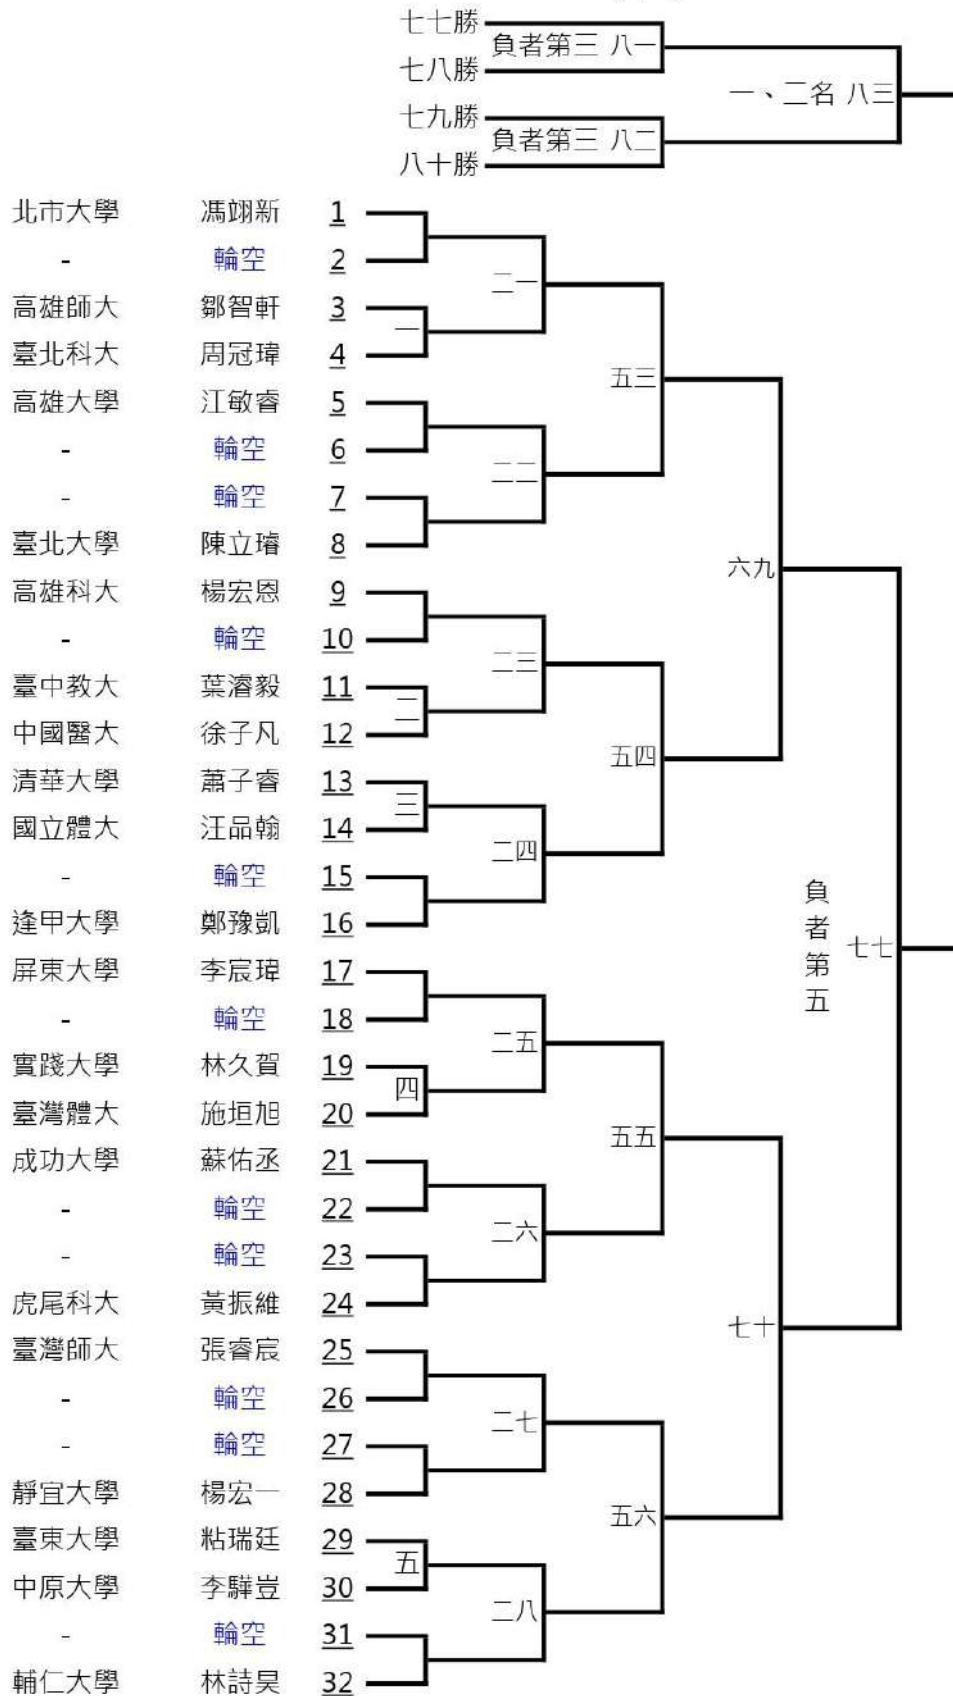 七七勝
負者第三 八一
七八勝
一、二名 八三
七九勝
負者第三 八二
八十勝
北市大學 馮翊新 1
- 輪空 2
二一
高雄師大 鄒智軒 3
一
臺北科大 周冠瑋 4
五三
高雄大學 江敏睿 5
- 輪空 6
二二
- 輪空 7
臺北大學 陳立璿 8
六九
高雄科大 楊宏恩 9
- 輪空 10
二三
臺中教大 葉濬毅 11
二
中國醫大 徐子凡 12
五四
清華大學 蕭子睿 13
三
國立體大 汪品翰 14
二四
- 輪空 15
逢甲大學 鄭豫凱 16
負者第五 七七
屏東大學 李宸瑋 17
- 輪空 18
二五
實踐大學 林久賀 19
四
臺灣體大 施垣旭 20
五五
成功大學 蘇佑丞 21
- 輪空 22
二六
- 輪空 23
虎尾科大 黃振維 24
七十
臺灣師大 張睿宸 25
- 輪空 26
二七
- 輪空 27
靜宜大學 楊宏一 28
五六
臺東大學 粘瑞廷 29
五
中原大學 李驊豈 30
二八
- 輪空 31
輔仁大學 林詩昊 32